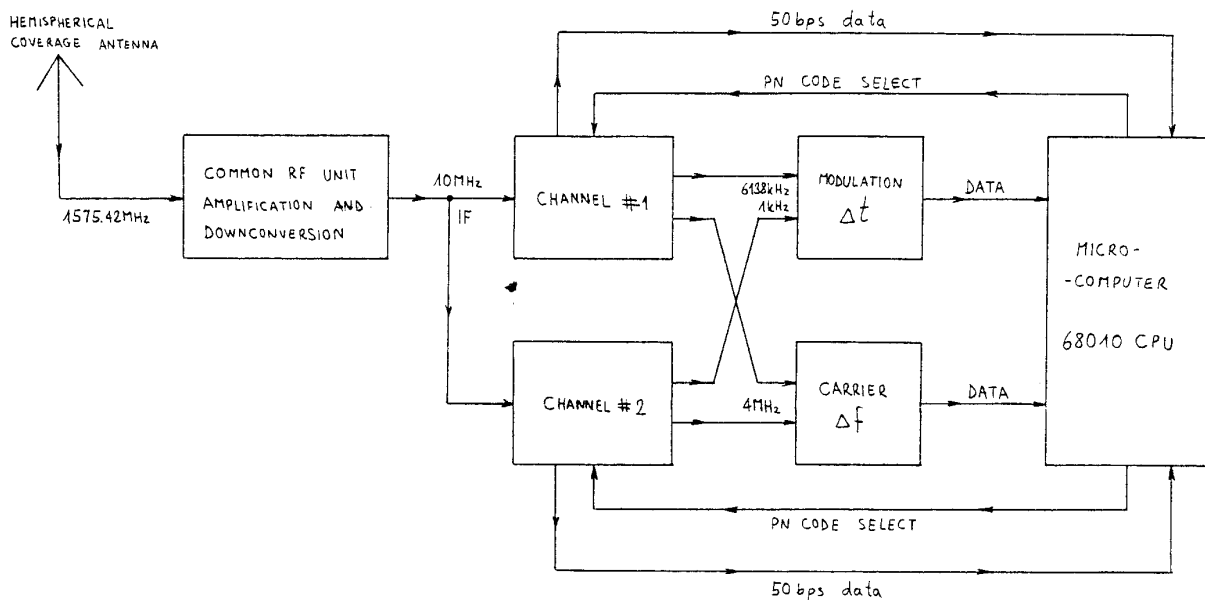 HEMISPHERICAL
COVERAGE ANTENNA
1575.42MHz
COMMON RF UNIT
AMPLIFICATION AND
DOWNCONVERSION
10MHz
IF
CHANNEL #1
CHANNEL #2
50bps data
PN CODE SELECT
6138kHz
1kHz
MODULATION
Δt
DATA
4MHz
CARRIER
Δf
DATA
MICRO-
-COMPUTER
68010 CPU
PN CODE SELECT
50bps data